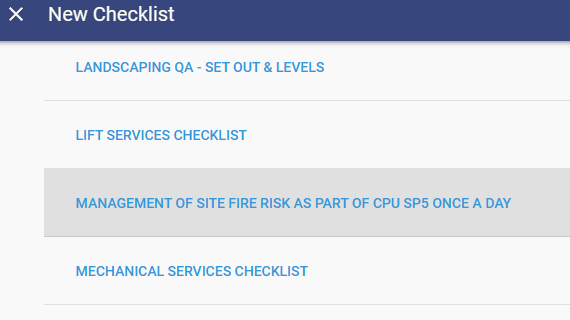 New Checklist
LANDSCAPING QA - SET OUT & LEVELS
LIFT SERVICES CHECKLIST
MANAGEMENT OF SITE FIRE RISK AS PART OF CPU SP5 ONCE A DAY
MECHANICAL SERVICES CHECKLIST